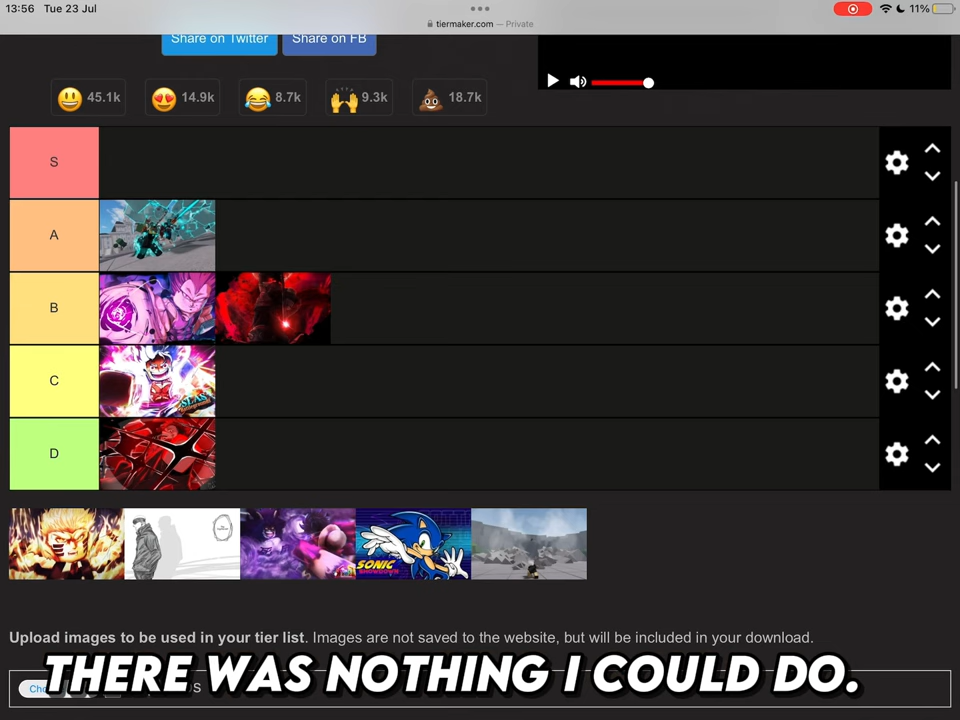 13:56 Tue 23 Jul
11%
tiermaker.com — Private
Share on Twitter
Share on FB
45.1k
14.9k
8.7k
9.3k
18.7k
S
A
B
C
D
SEAS
SONIC
SHOWDOWN
Upload images to be used in your tier list. Images are not saved to the website, but will be included in your download.
THERE WAS NOTHING I COULD DO.